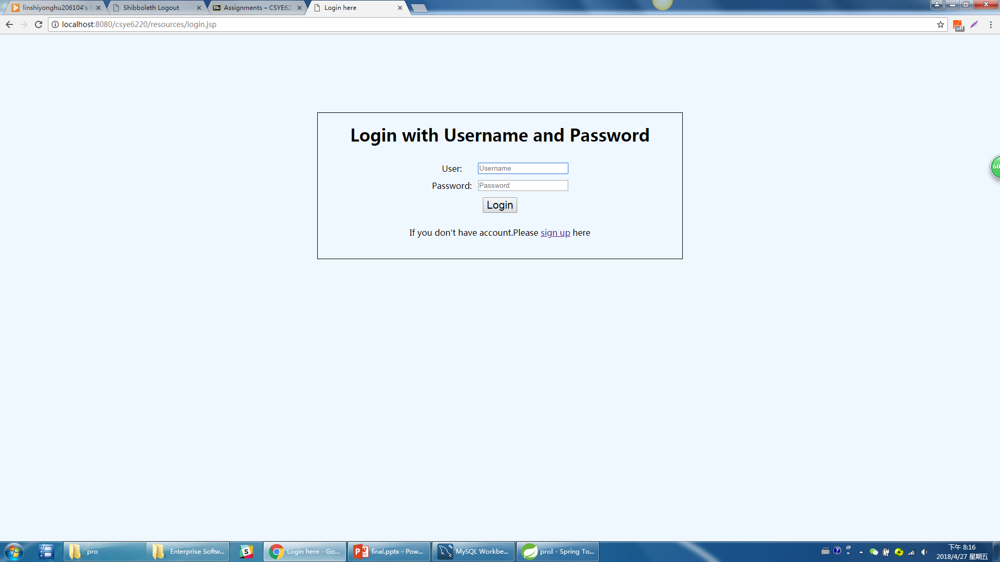 linshiyonghu206104's
Shibboleth Logout
Assignments – CSYE62
Login here
localhost:8080/csye6220/resources/login.jsp
off
Login with Username and Password
User:
Username
Password:
Password
Login
If you don't have account.Please sign up here
60
pro
Enterprise Softw...
Login here - Go...
final.pptx - Pow...
MySQL Workbe...
proI - Spring To...
下午 8:16
2018/4/27 星期五